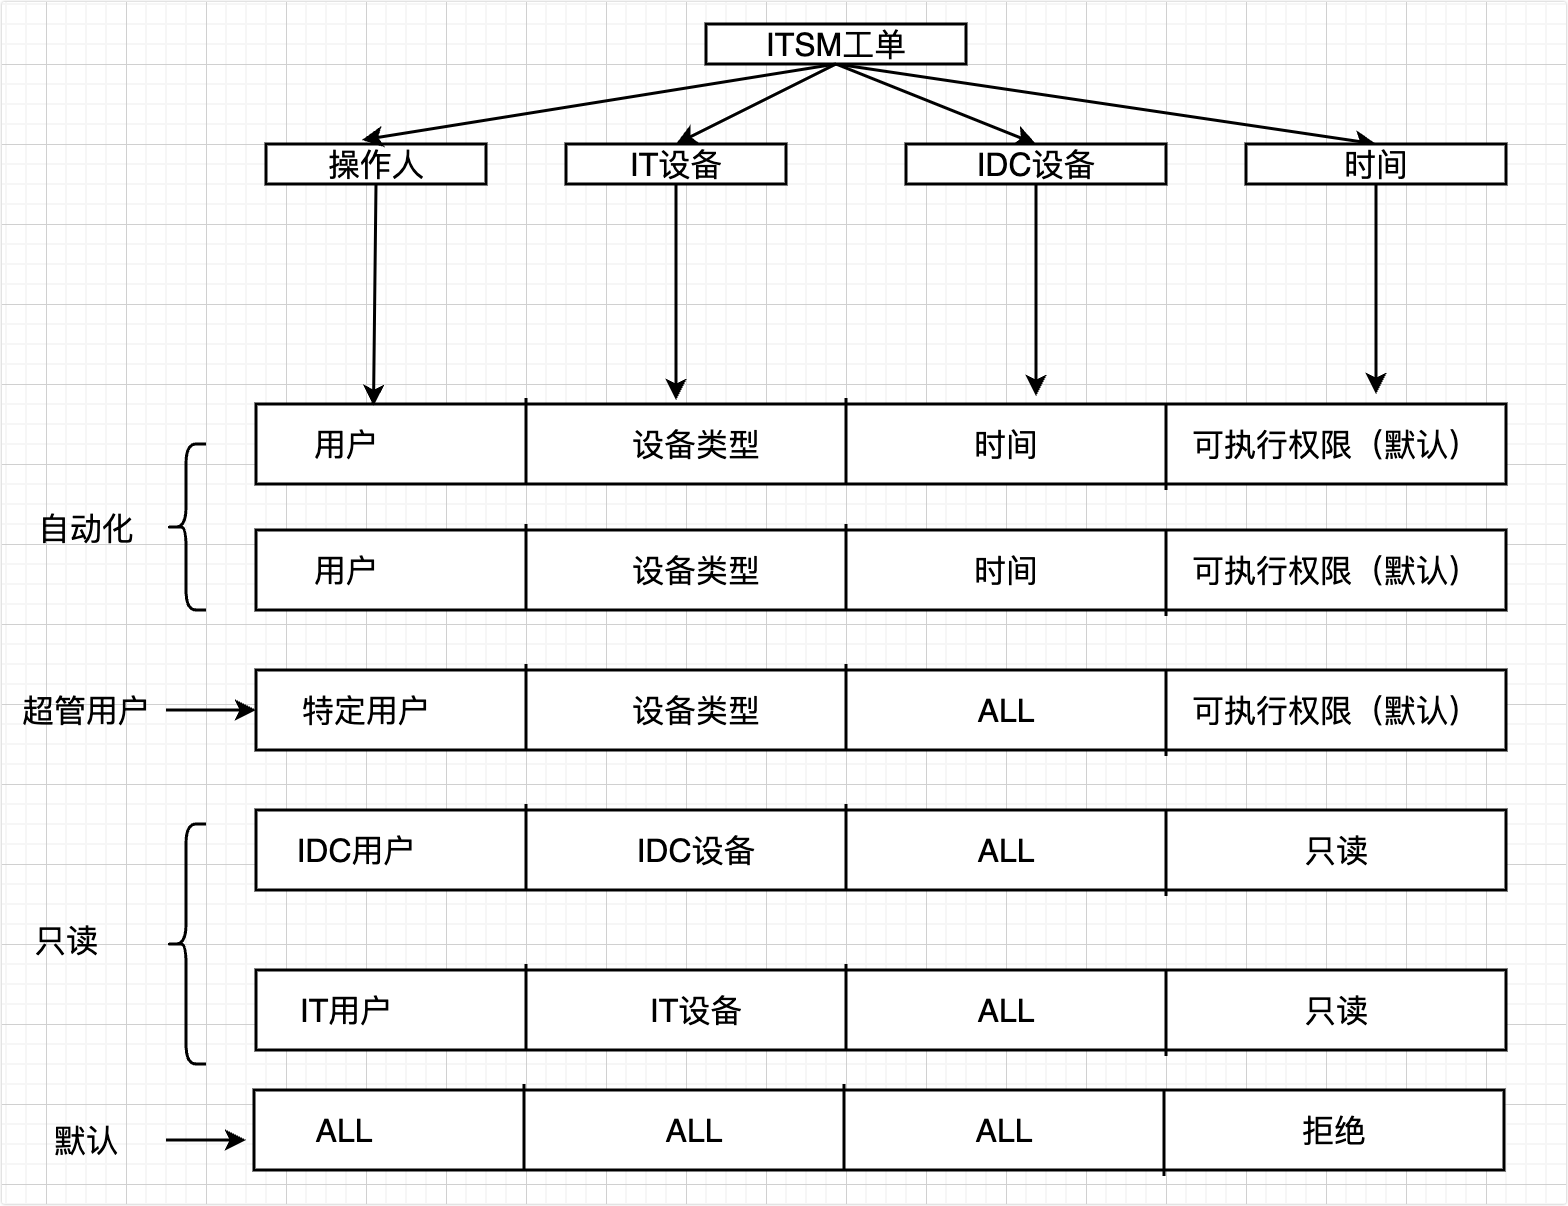 ITSM工单
操作人
IT设备
IDC设备
时间
用户
设备类型
时间
可执行权限（默认）
自动化
用户
设备类型
时间
可执行权限（默认）
超管用户
特定用户
设备类型
ALL
可执行权限（默认）
IDC用户
IDC设备
ALL
只读
只读
IT用户
IT设备
ALL
只读
默认
ALL
ALL
ALL
拒绝